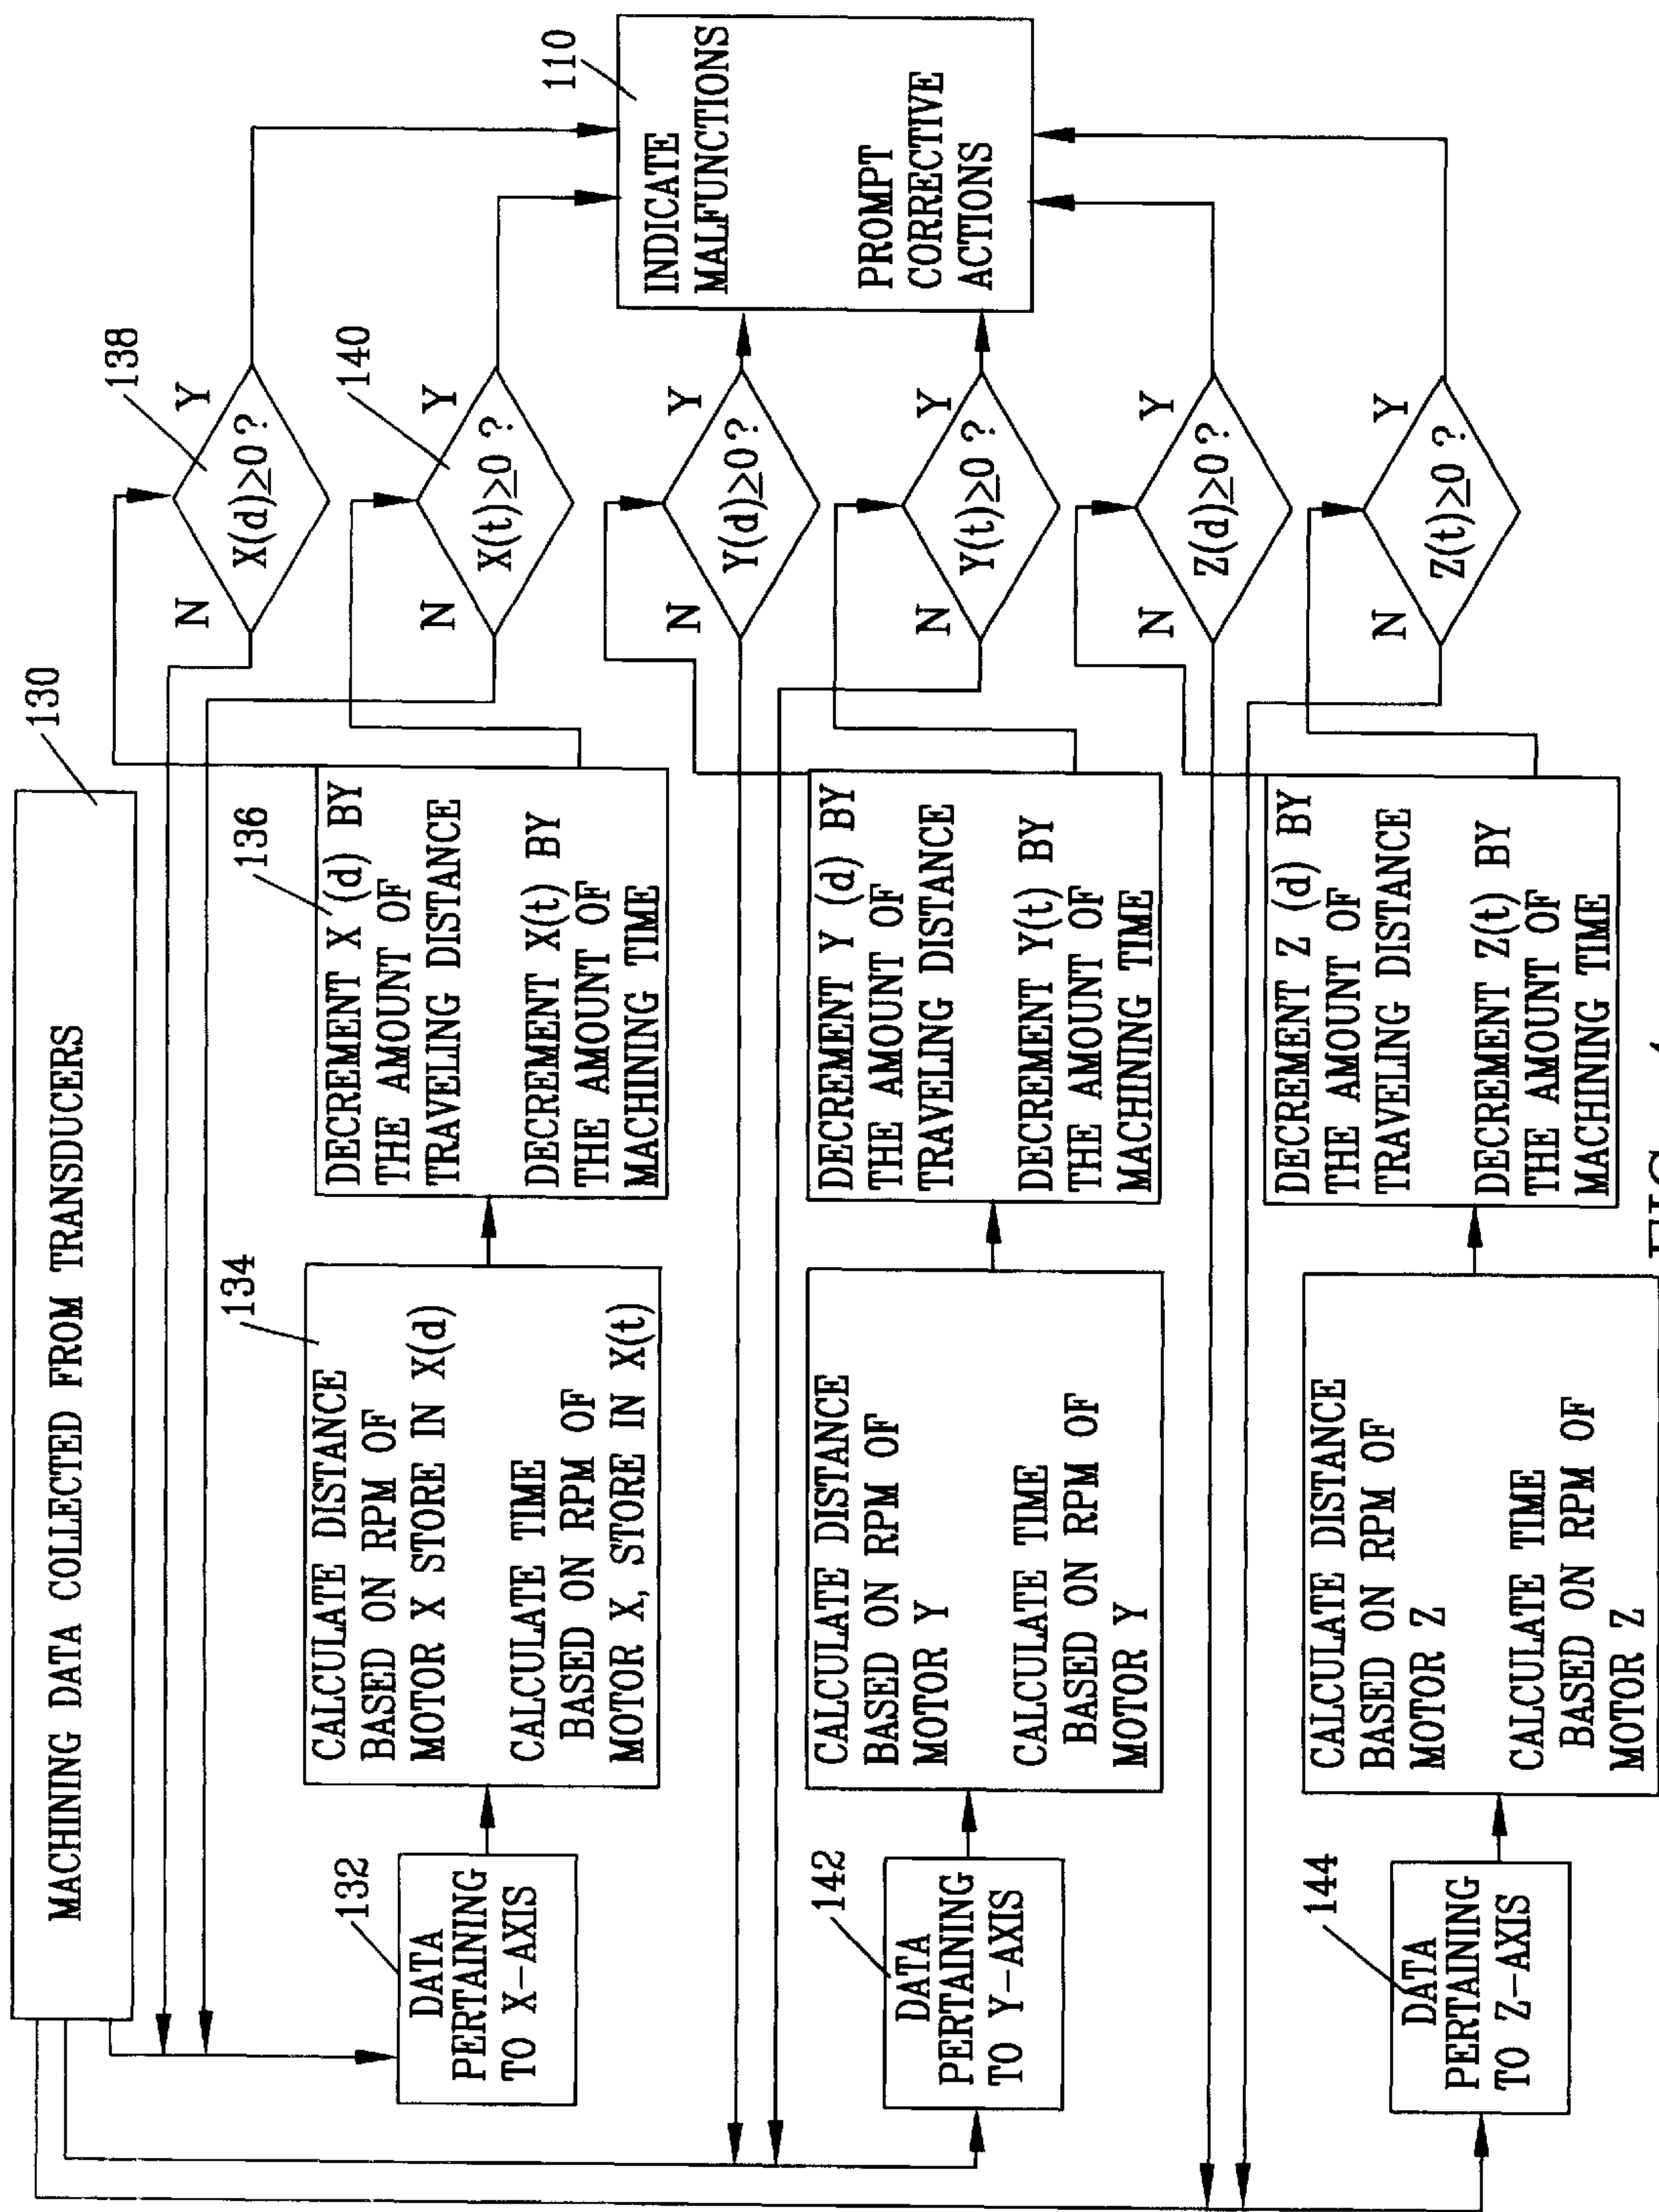 MACHINING DATA COLLECTED FROM TRANSDUCERS
130
DATA
PERTAINING
TO X-AXIS
132
CALCULATE DISTANCE
BASED ON RPM OF
MOTOR X STORE IN X(d)
CALCULATE TIME
BASED ON RPM OF
MOTOR X, STORE IN X(t)
134
DECREMENT X (d) BY
THE AMOUNT OF
TRAVELING DISTANCE
DECREMENT X(t) BY
THE AMOUNT OF
MACHINING TIME
136
N
X(d)≥0?
Y
138
N
X(t)≥0 ?
Y
140
INDICATE
MALFUNCTIONS
PROMPT
CORRECTIVE
ACTIONS
110
DATA
PERTAINING
TO Y-AXIS
142
CALCULATE DISTANCE
BASED ON RPM OF
MOTOR Y
CALCULATE TIME
BASED ON RPM OF
MOTOR Y
DECREMENT Y (d) BY
THE AMOUNT OF
TRAVELING DISTANCE
DECREMENT Y(t) BY
THE AMOUNT OF
MACHINING TIME
N
Y(d)≥0?
Y
N
Y(t)≥0 ?
Y
DATA
PERTAINING
TO Z-AXIS
144
CALCULATE DISTANCE
BASED ON RPM OF
MOTOR Z
CALCULATE TIME
BASED ON RPM OF
MOTOR Z
DECREMENT Z (d) BY
THE AMOUNT OF
TRAVELING DISTANCE
DECREMENT Z(t) BY
THE AMOUNT OF
MACHINING TIME
N
Z(d)≥0?
Y
N
Z(t)≥0 ?
Y
FIG.